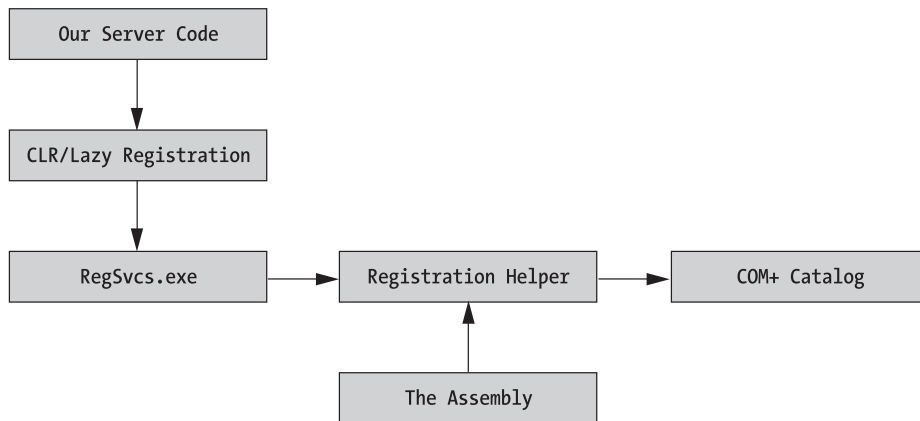 Our Server Code
CLR/Lazy Registration
RegSvcs.exe
Registration Helper
COM+ Catalog
The Assembly